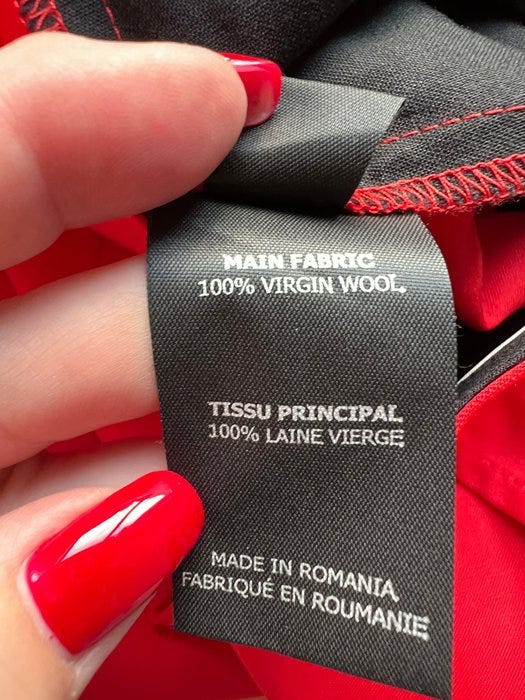 MAIN FABRIC
100% VIRGIN WOOL
TISSU PRINCIPAL
100% LAINE VIERGE
MADE IN ROMANIA
FABRIQUÉ EN ROUMANIE